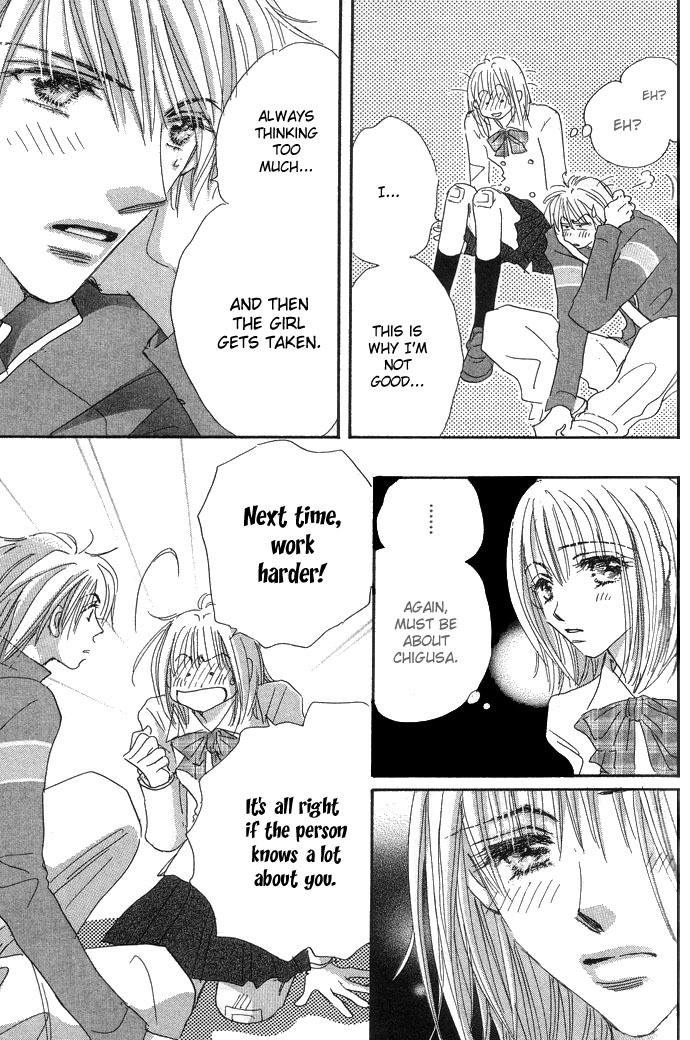 EH?
EH?
I...
THIS IS
WHY I'M
NOT
GOOD...
ALWAYS
THINKING
TOO
MUCH...
AND THEN
THE GIRL
GETS TAKEN.
........
AGAIN,
MUST BE
ABOUT
CHIGUSA.
Next time,
work
harder!
It's all right
if the person
knows a lot
about you.